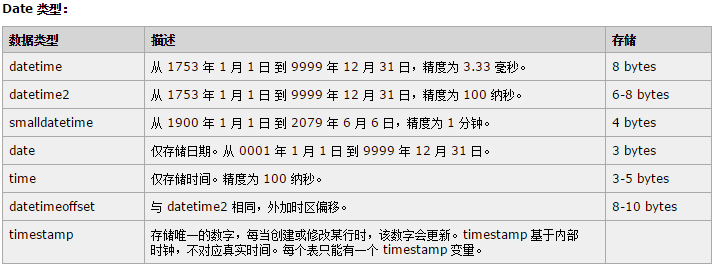 Date 类型：
数据类型 描述 存储
datetime 从 1753 年 1 月 1 日 到 9999 年 12 月 31 日，精度为 3.33 毫秒。 8 bytes
datetime2 从 1753 年 1 月 1 日 到 9999 年 12 月 31 日，精度为 100 纳秒。 6-8 bytes
smalldatetime 从 1900 年 1 月 1 日 到 2079 年 6 月 6 日，精度为 1 分钟。 4 bytes
date 仅存储日期。从 0001 年 1 月 1 日 到 9999 年 12 月 31 日。 3 bytes
time 仅存储时间。精度为 100 纳秒。 3-5 bytes
datetimeoffset 与 datetime2 相同，外加时区偏移。 8-10 bytes
timestamp 存储唯一的数字，每当创建或修改某行时，该数字会更新。timestamp 基于内部
时钟，不对应真实时间。每个表只能有一个 timestamp 变量。